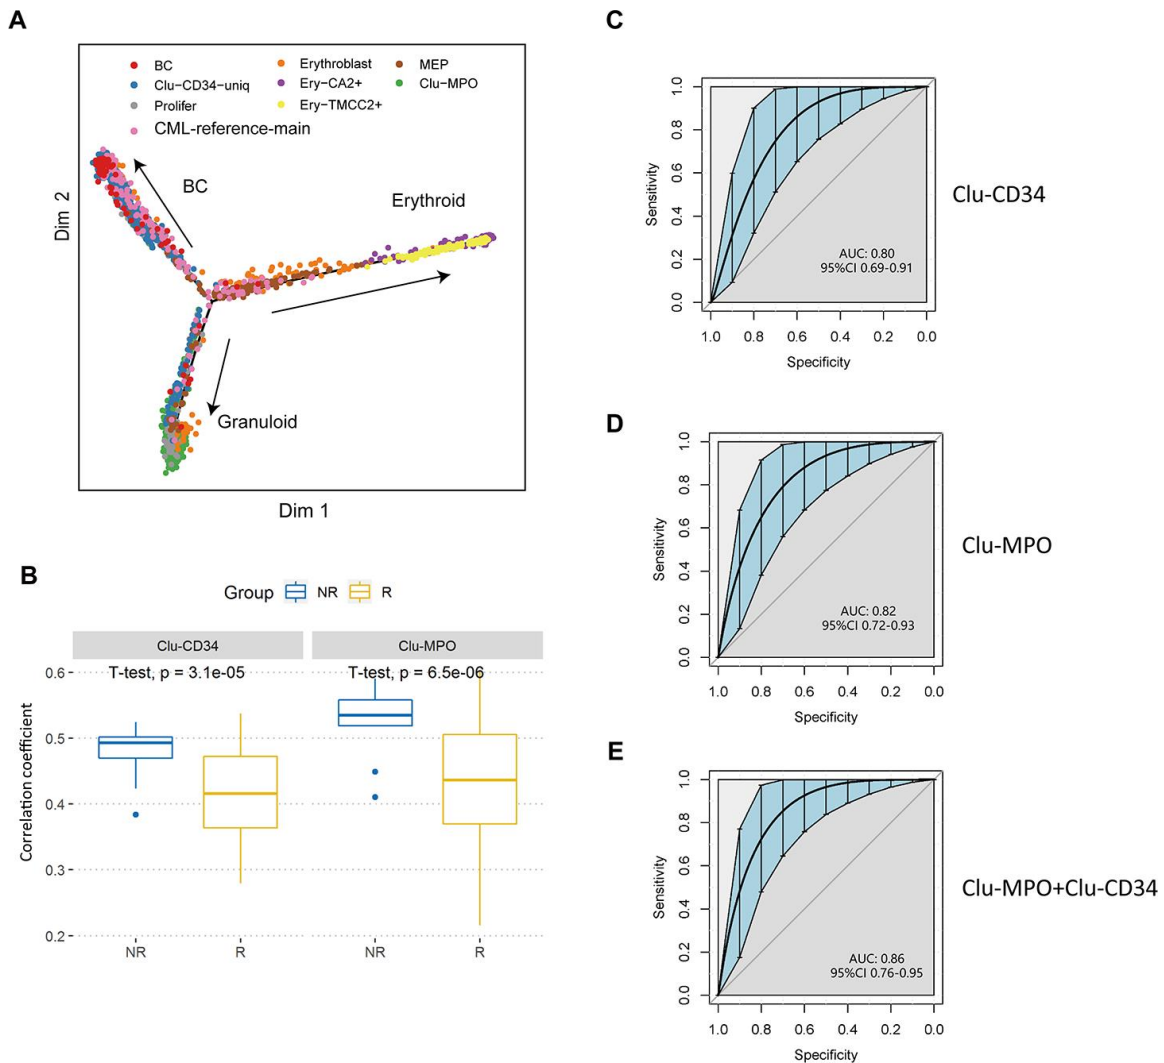 A
BC
Erythroblast
MEP
Clu−CD34−uniq
Ery−CA2+
Clu−MPO
Prolifer
Ery−TMCC2+
CML-reference-main
BC
Erythroid
Granuloid
Dim 2
Dim 1
B
Group NR R
Clu-CD34
Clu-MPO
T-test, p = 3.1e-05
T-test, p = 6.5e-06
Correlation coefficient
0.6
0.5
0.4
0.3
0.2
NR R NR R
C
Sensitivity
1.0
0.8
0.6
0.4
0.2
0.0
AUC: 0.80
95%CI 0.69-0.91
1.0 0.8 0.6 0.4 0.2 0.0
Specificity
Clu-CD34
D
Sensitivity
1.0
0.8
0.6
0.4
0.2
0.0
AUC: 0.82
95%CI 0.72-0.93
1.0 0.8 0.6 0.4 0.2 0.0
Specificity
Clu-MPO
E
Sensitivity
1.0
0.8
0.6
0.4
0.2
0.0
AUC: 0.86
95%CI 0.76-0.95
1.0 0.8 0.6 0.4 0.2 0.0
Specificity
Clu-MPO+Clu-CD34